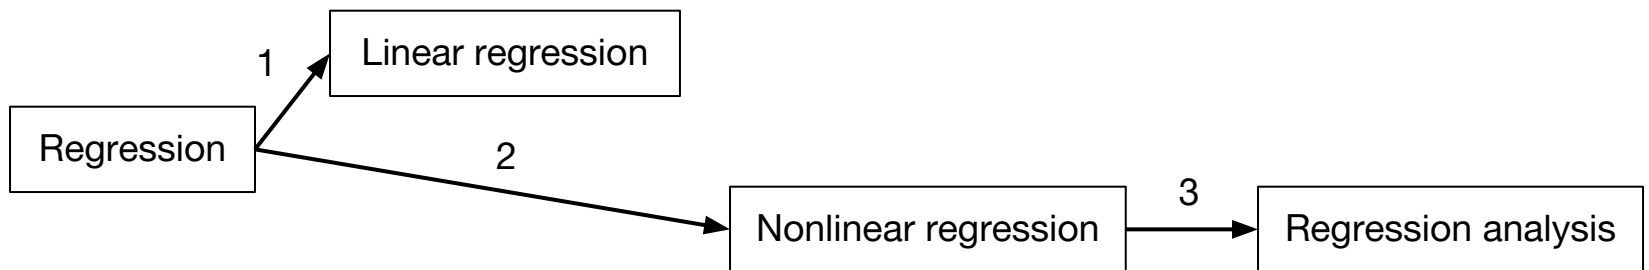 1
Linear regression
Regression
2
Nonlinear regression
3
Regression analysis